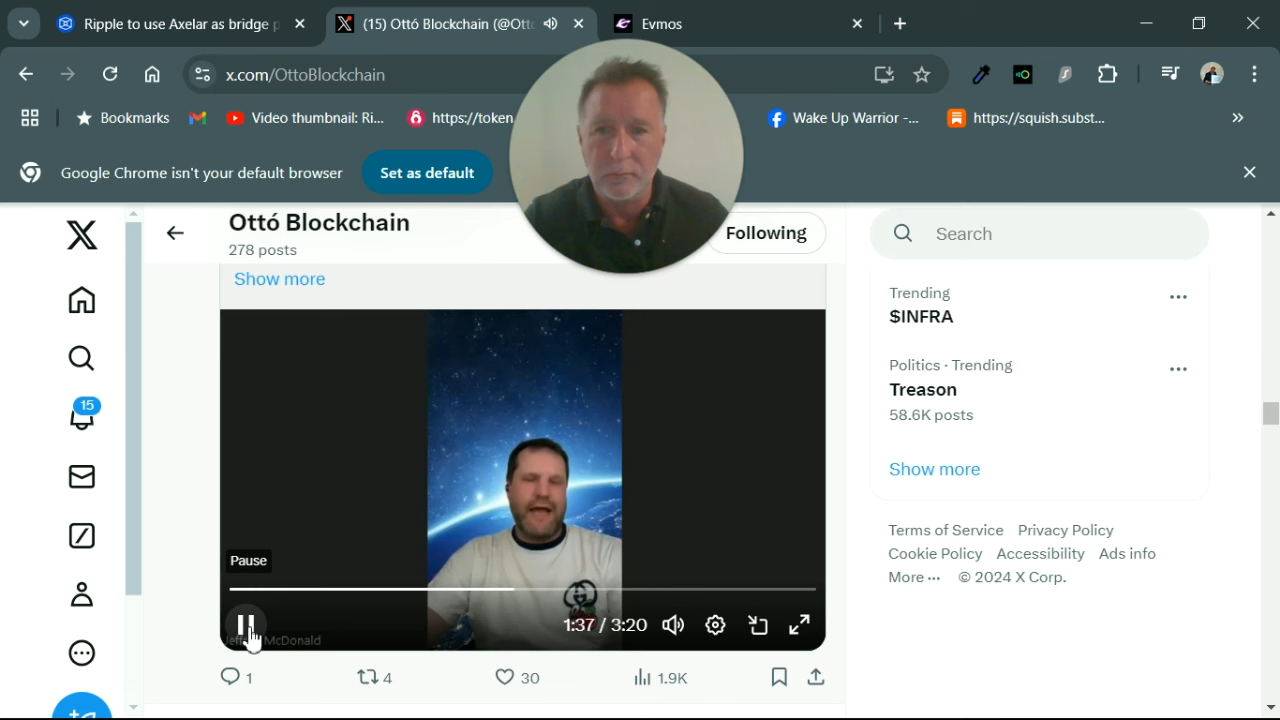 Ripple to use Axelar as bridge p
(15) Ottó Blockchain (@Otto
Evmos
x.com/OttoBlockchain
Bookmarks
Video thumbnail: Ri...
https://token.
Wake Up Warrior -...
https://squish.subst...
Google Chrome isn't your default browser
Set as default
Ottó Blockchain
278 posts
Following
Search
Show more
Trending
$INFRA
Politics · Trending
Treason
58.6K posts
15
Show more
Terms of Service Privacy Policy
Cookie Policy Accessibility Ads info
More ··· © 2024 X Corp.
Pause
1:37 / 3:20
McDonald
1
4
30
1.9K